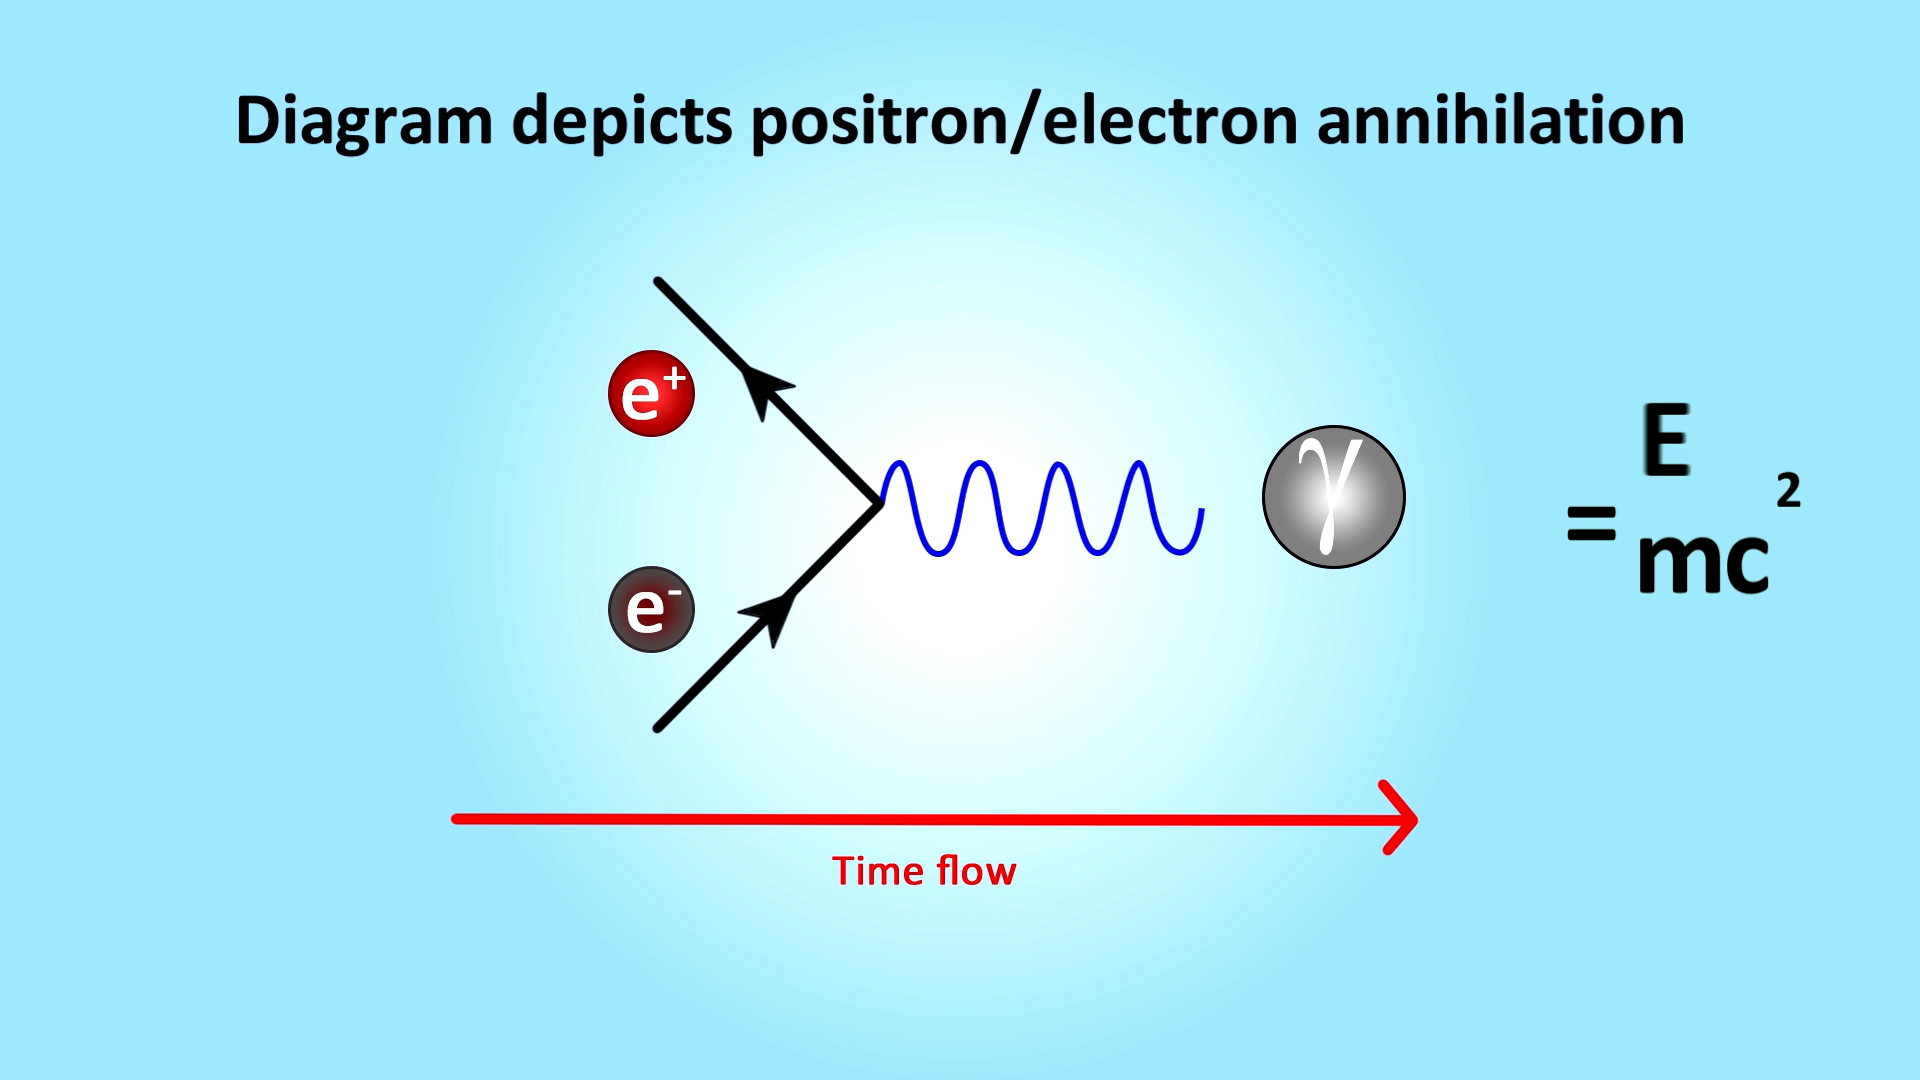 Diagram depicts positron/electron annihilation
e+
e-
γ
E
= mc 2
Time flow